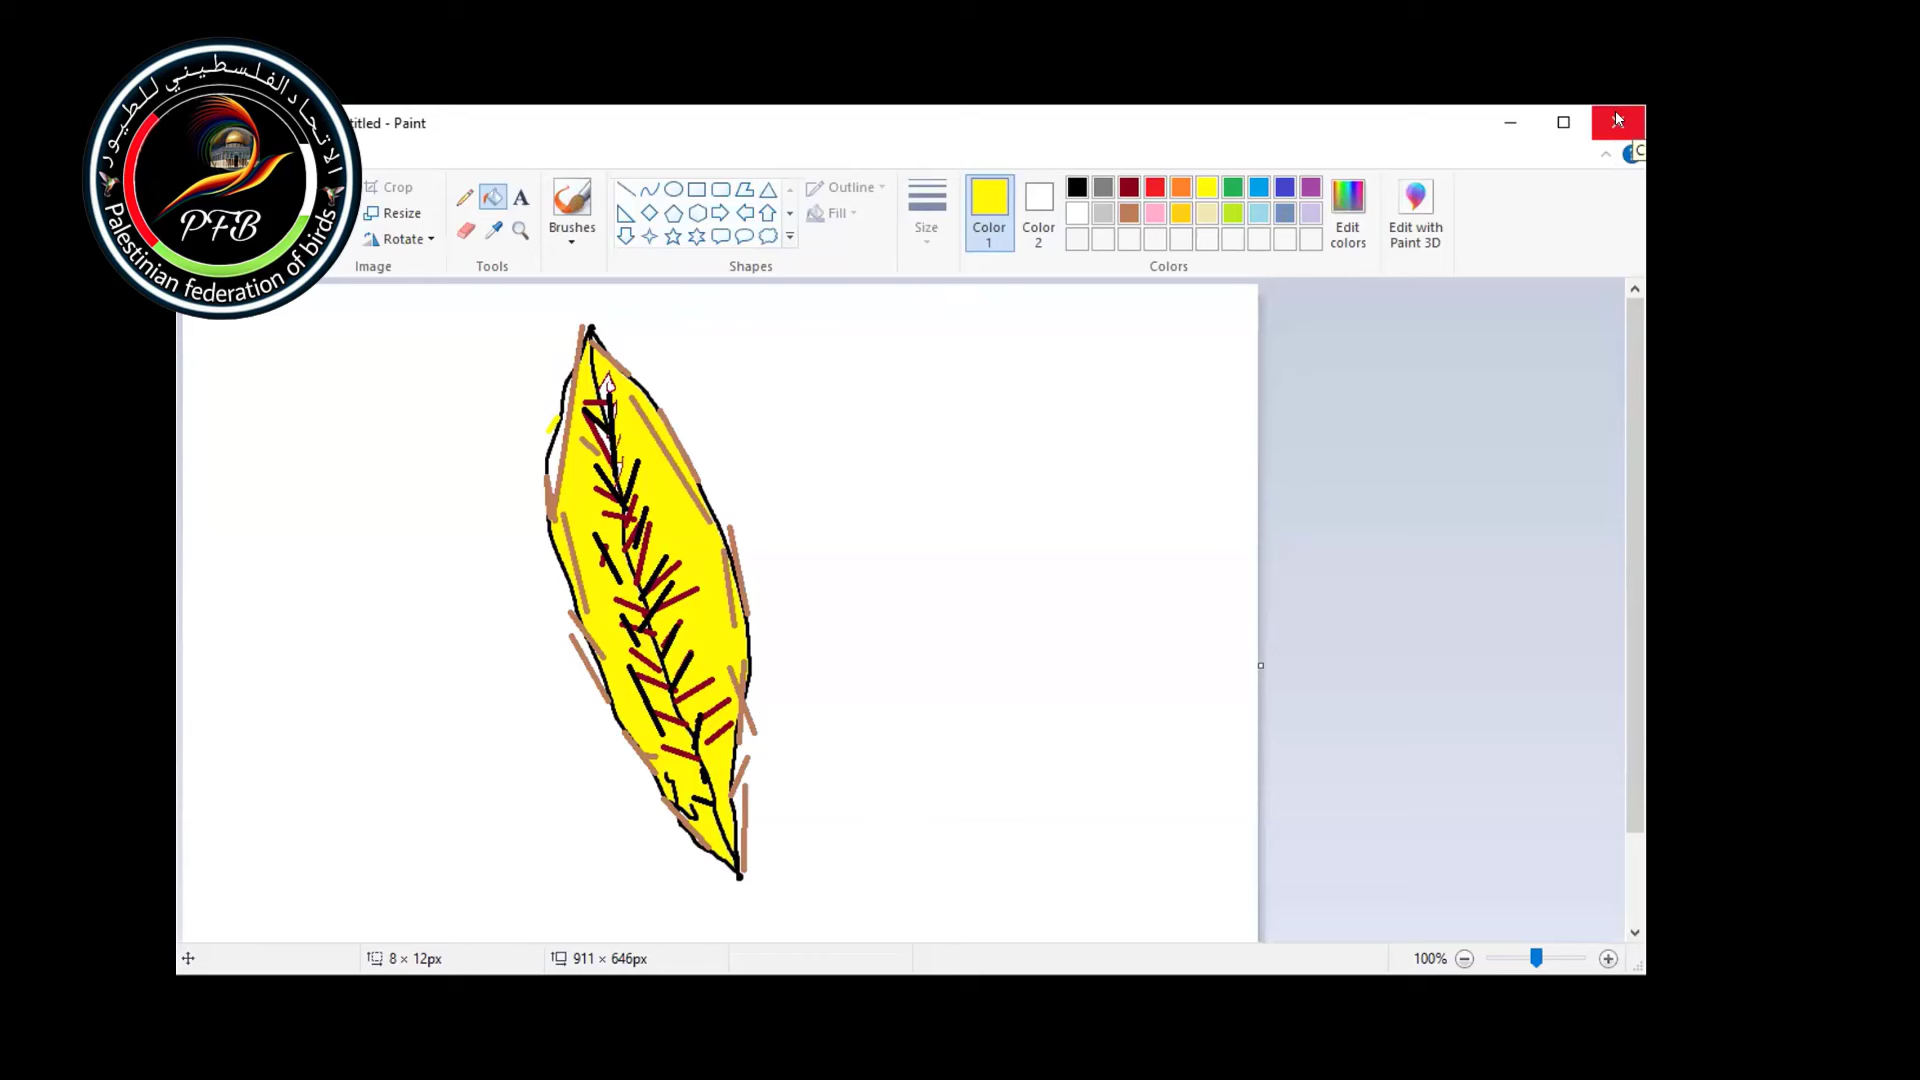 الاتحاد الفلسطيني للطيور
PFB
Palestinian federation of birds
titled - Paint
Crop
Resize
Rotate
Image
Tools
Brushes
Shapes
Outline
Fill
Size
Color 1
Color 2
Colors
Edit colors
Edit with Paint 3D
8 × 12px
911 × 646px
100%